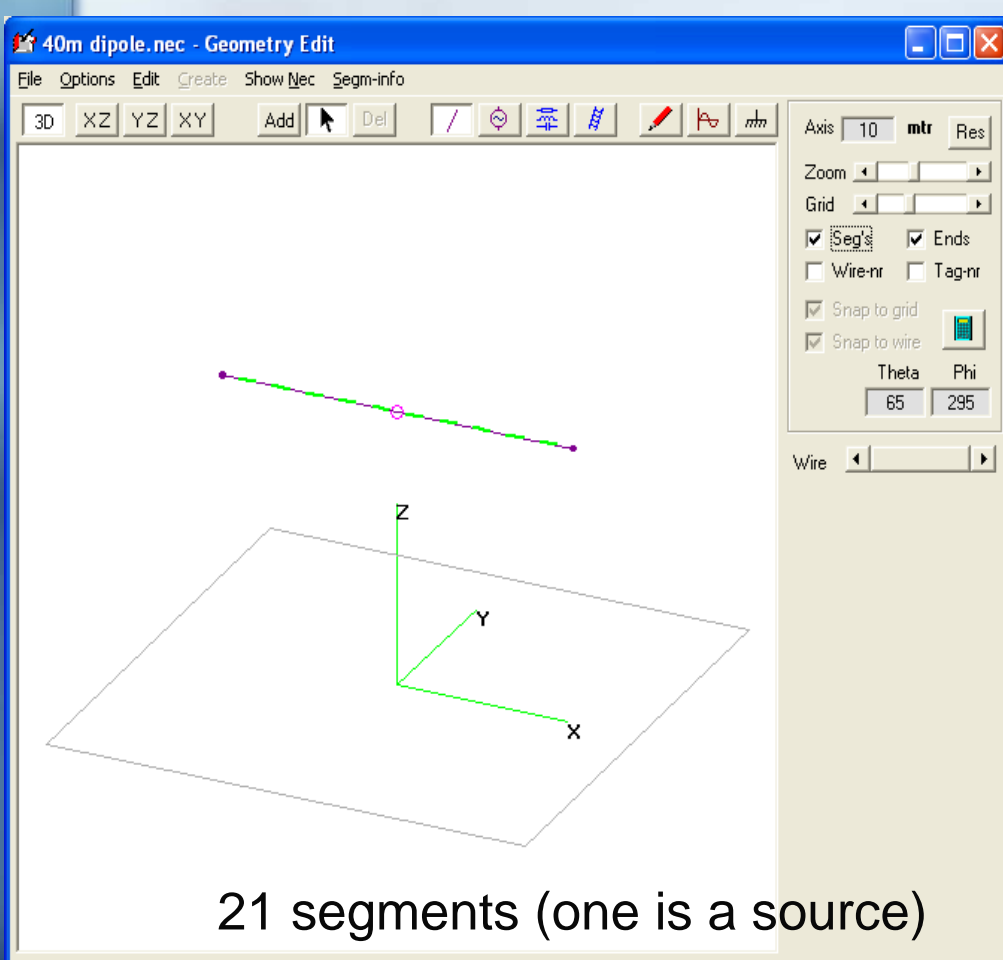 40m dipole.nec - Geometry Edit
File Options Edit Create Show Nec Segm-info
3D XZ YZ XY Add Del
Axis 10 mtr Res
Zoom
Grid
Seg's Ends
Wire-nr Tag-nr
Snap to grid
Snap to wire
Theta Phi
65 295
Wire
Z
Y
X
21 segments (one is a source)